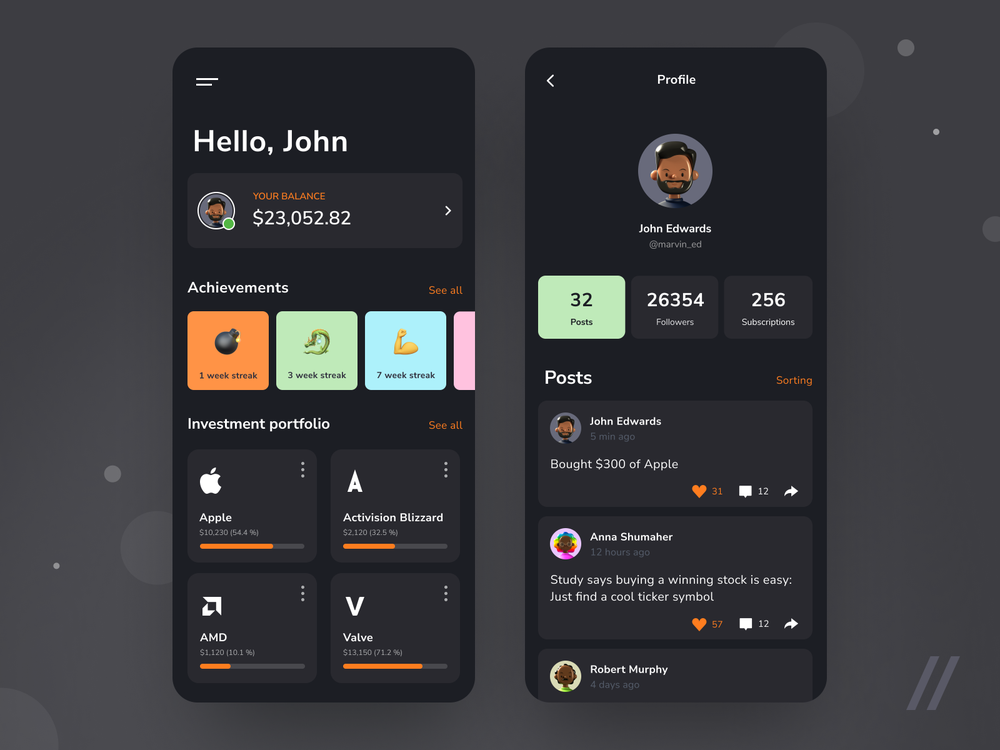 Hello, John
YOUR BALANCE
$23,052.82
Achievements
See all
1 week streak
3 week streak
7 week streak
Investment portfolio
See all
Apple
$10,230 (54.4 %)
Activision Blizzard
$2,120 (32.5 %)
AMD
$1,120 (10.1 %)
Valve
$13,150 (71.2 %)
Profile
John Edwards
@marvin_ed
32
Posts
26354
Followers
256
Subscriptions
Posts
Sorting
John Edwards
5 min ago
Bought $300 of Apple
31
12
Anna Shumaher
12 hours ago
Study says buying a winning stock is easy:
Just find a cool ticker symbol
57
12
Robert Murphy
4 days ago